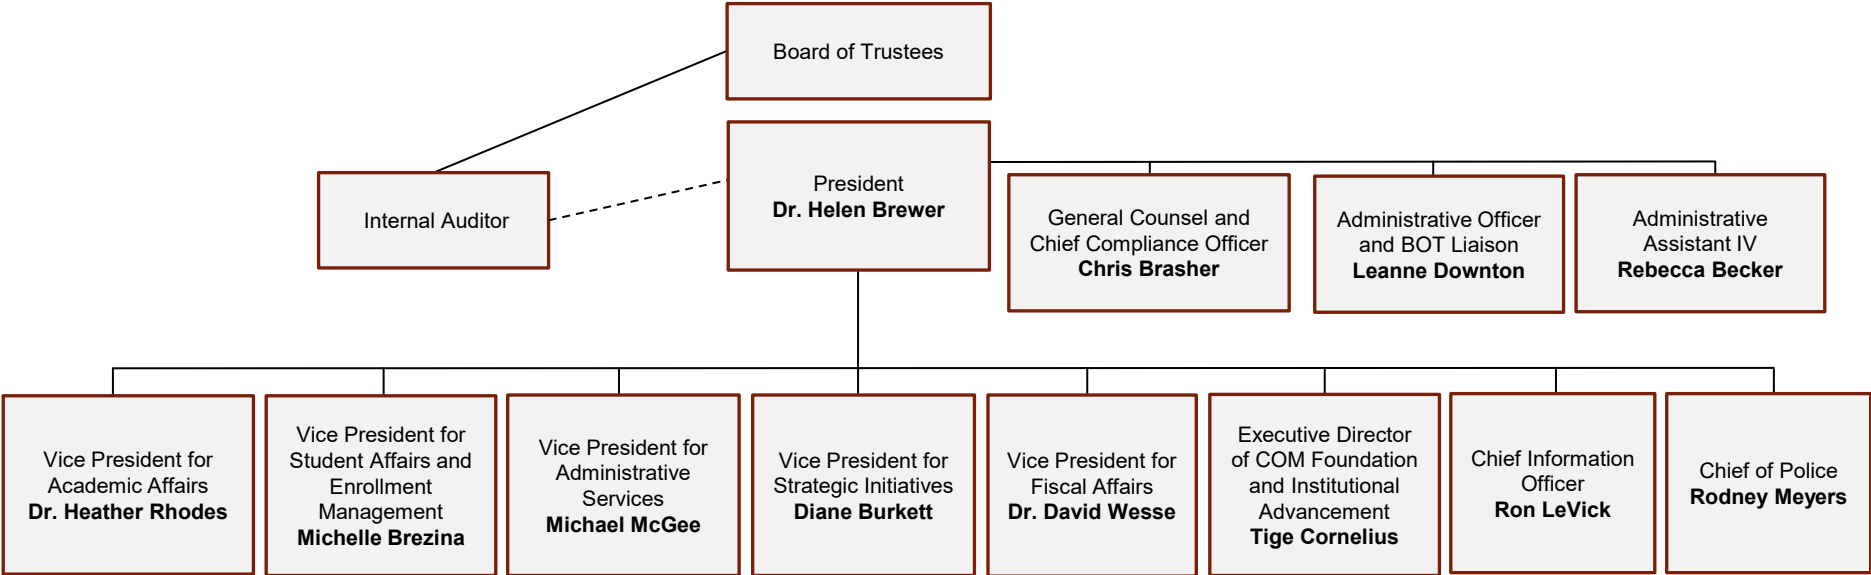 Board of Trustees
Internal Auditor
President
Dr. Helen Brewer
General Counsel and
Chief Compliance Officer
Chris Brasher
Administrative Officer
and BOT Liaison
Leanne Downton
Administrative
Assistant IV
Rebecca Becker
Vice President for
Academic Affairs
Dr. Heather Rhodes
Vice President for
Student Affairs and
Enrollment
Management
Michelle Brezina
Vice President for
Administrative
Services
Michael McGee
Vice President for
Strategic Initiatives
Diane Burkett
Vice President for
Fiscal Affairs
Dr. David Wesse
Executive Director
of COM Foundation
and Institutional
Advancement
Tige Cornelius
Chief Information
Officer
Ron LeVick
Chief of Police
Rodney Meyers